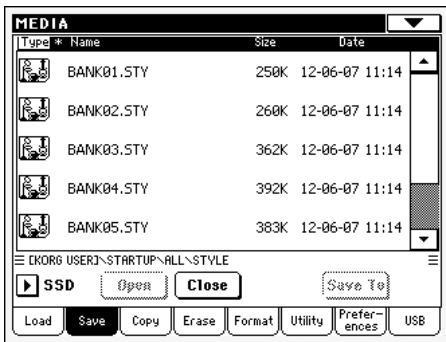 MEDIA
Type * Name Size Date
BANK01.STY 250K 12-06-07 11:14
BANK02.STY 260K 12-06-07 11:14
BANK03.STY 362K 12-06-07 11:14
BANK04.STY 392K 12-06-07 11:14
BANK05.STY 383K 12-06-07 11:14
[KORG USER]\STARTUP\ALL\STYLE
SSD Open Close Save To
Load Save Copy Erase Format Utility Prefer-ences USB